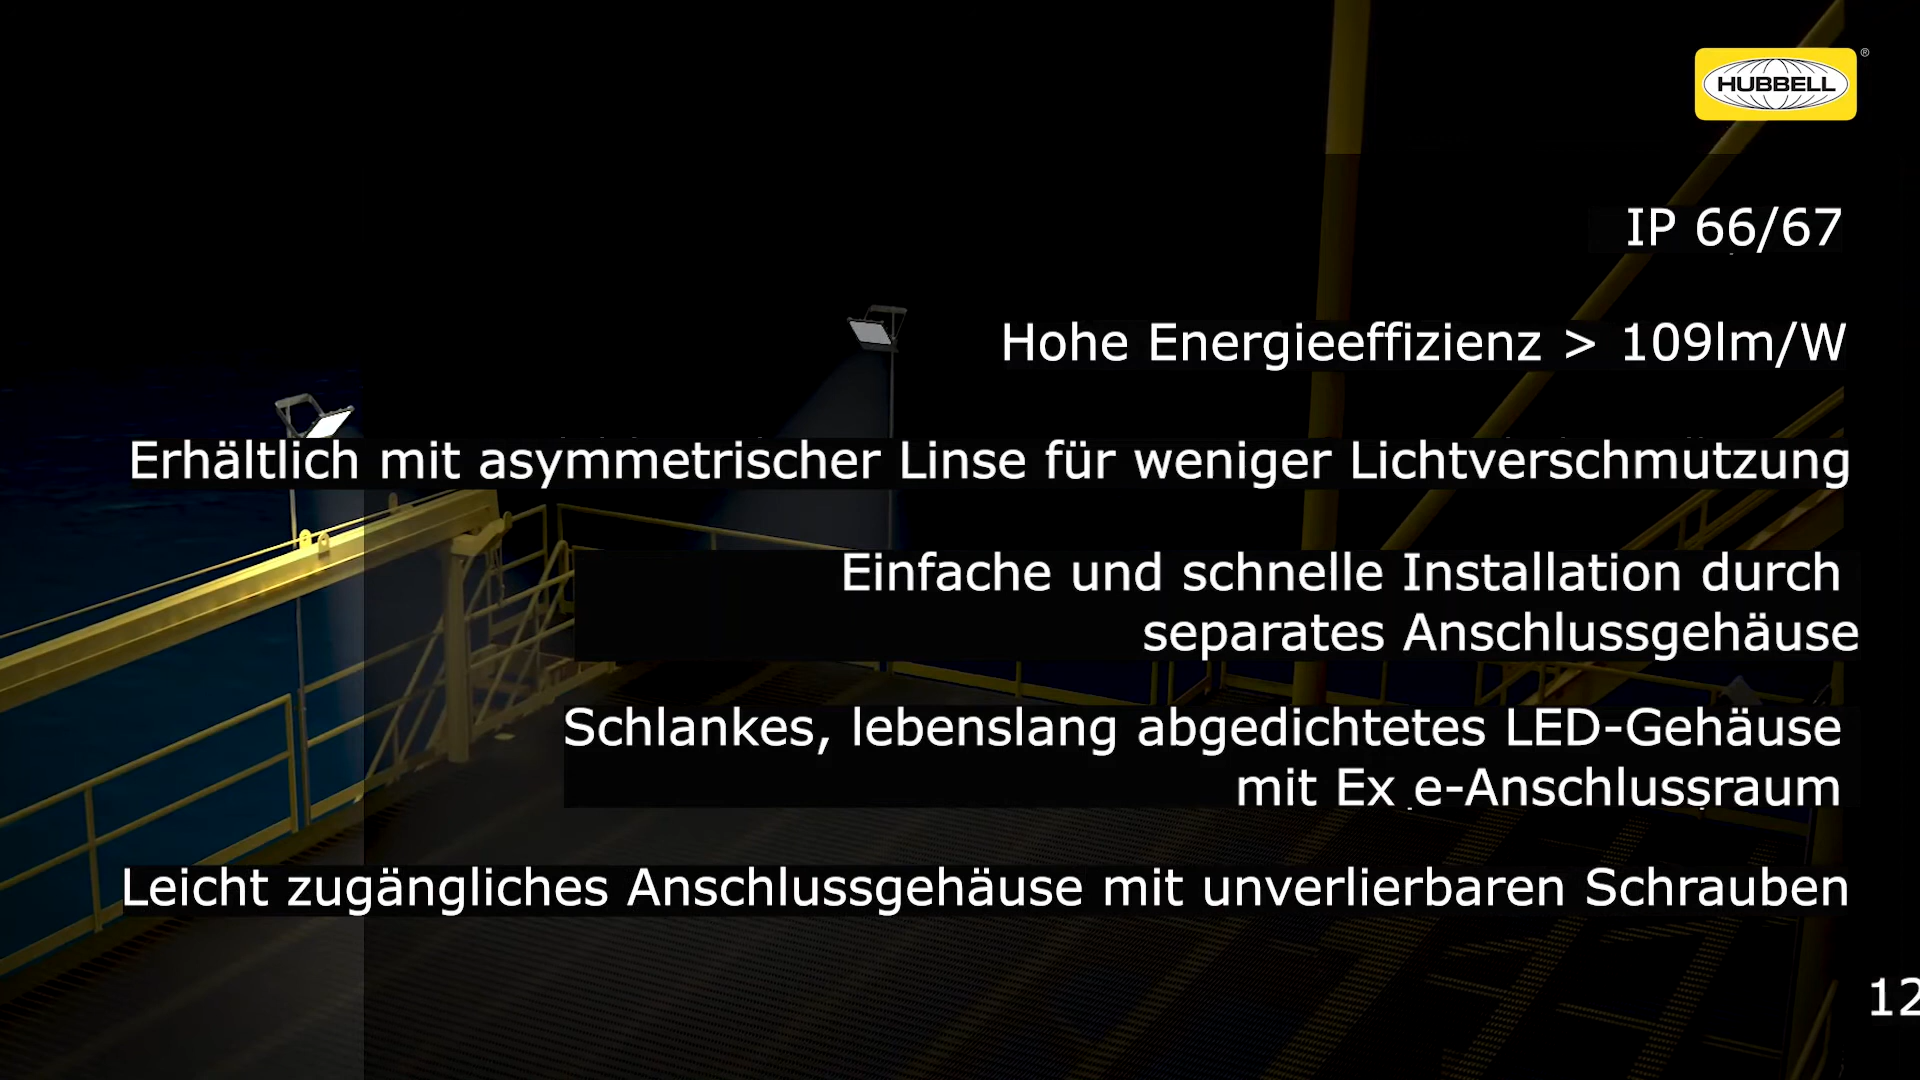 HUBBELL
®
IP 66/67
Hohe Energieeffizienz > 109lm/W
Erhältlich mit asymmetrischer Linse für weniger Lichtverschmutzung
Einfache und schnelle Installation durch
separates Anschlussgehäuse
Schlankes, lebenslang abgedichtetes LED-Gehäuse
mit Ex e-Anschlussraum
Leicht zugängliches Anschlussgehäuse mit unverlierbaren Schrauben
12